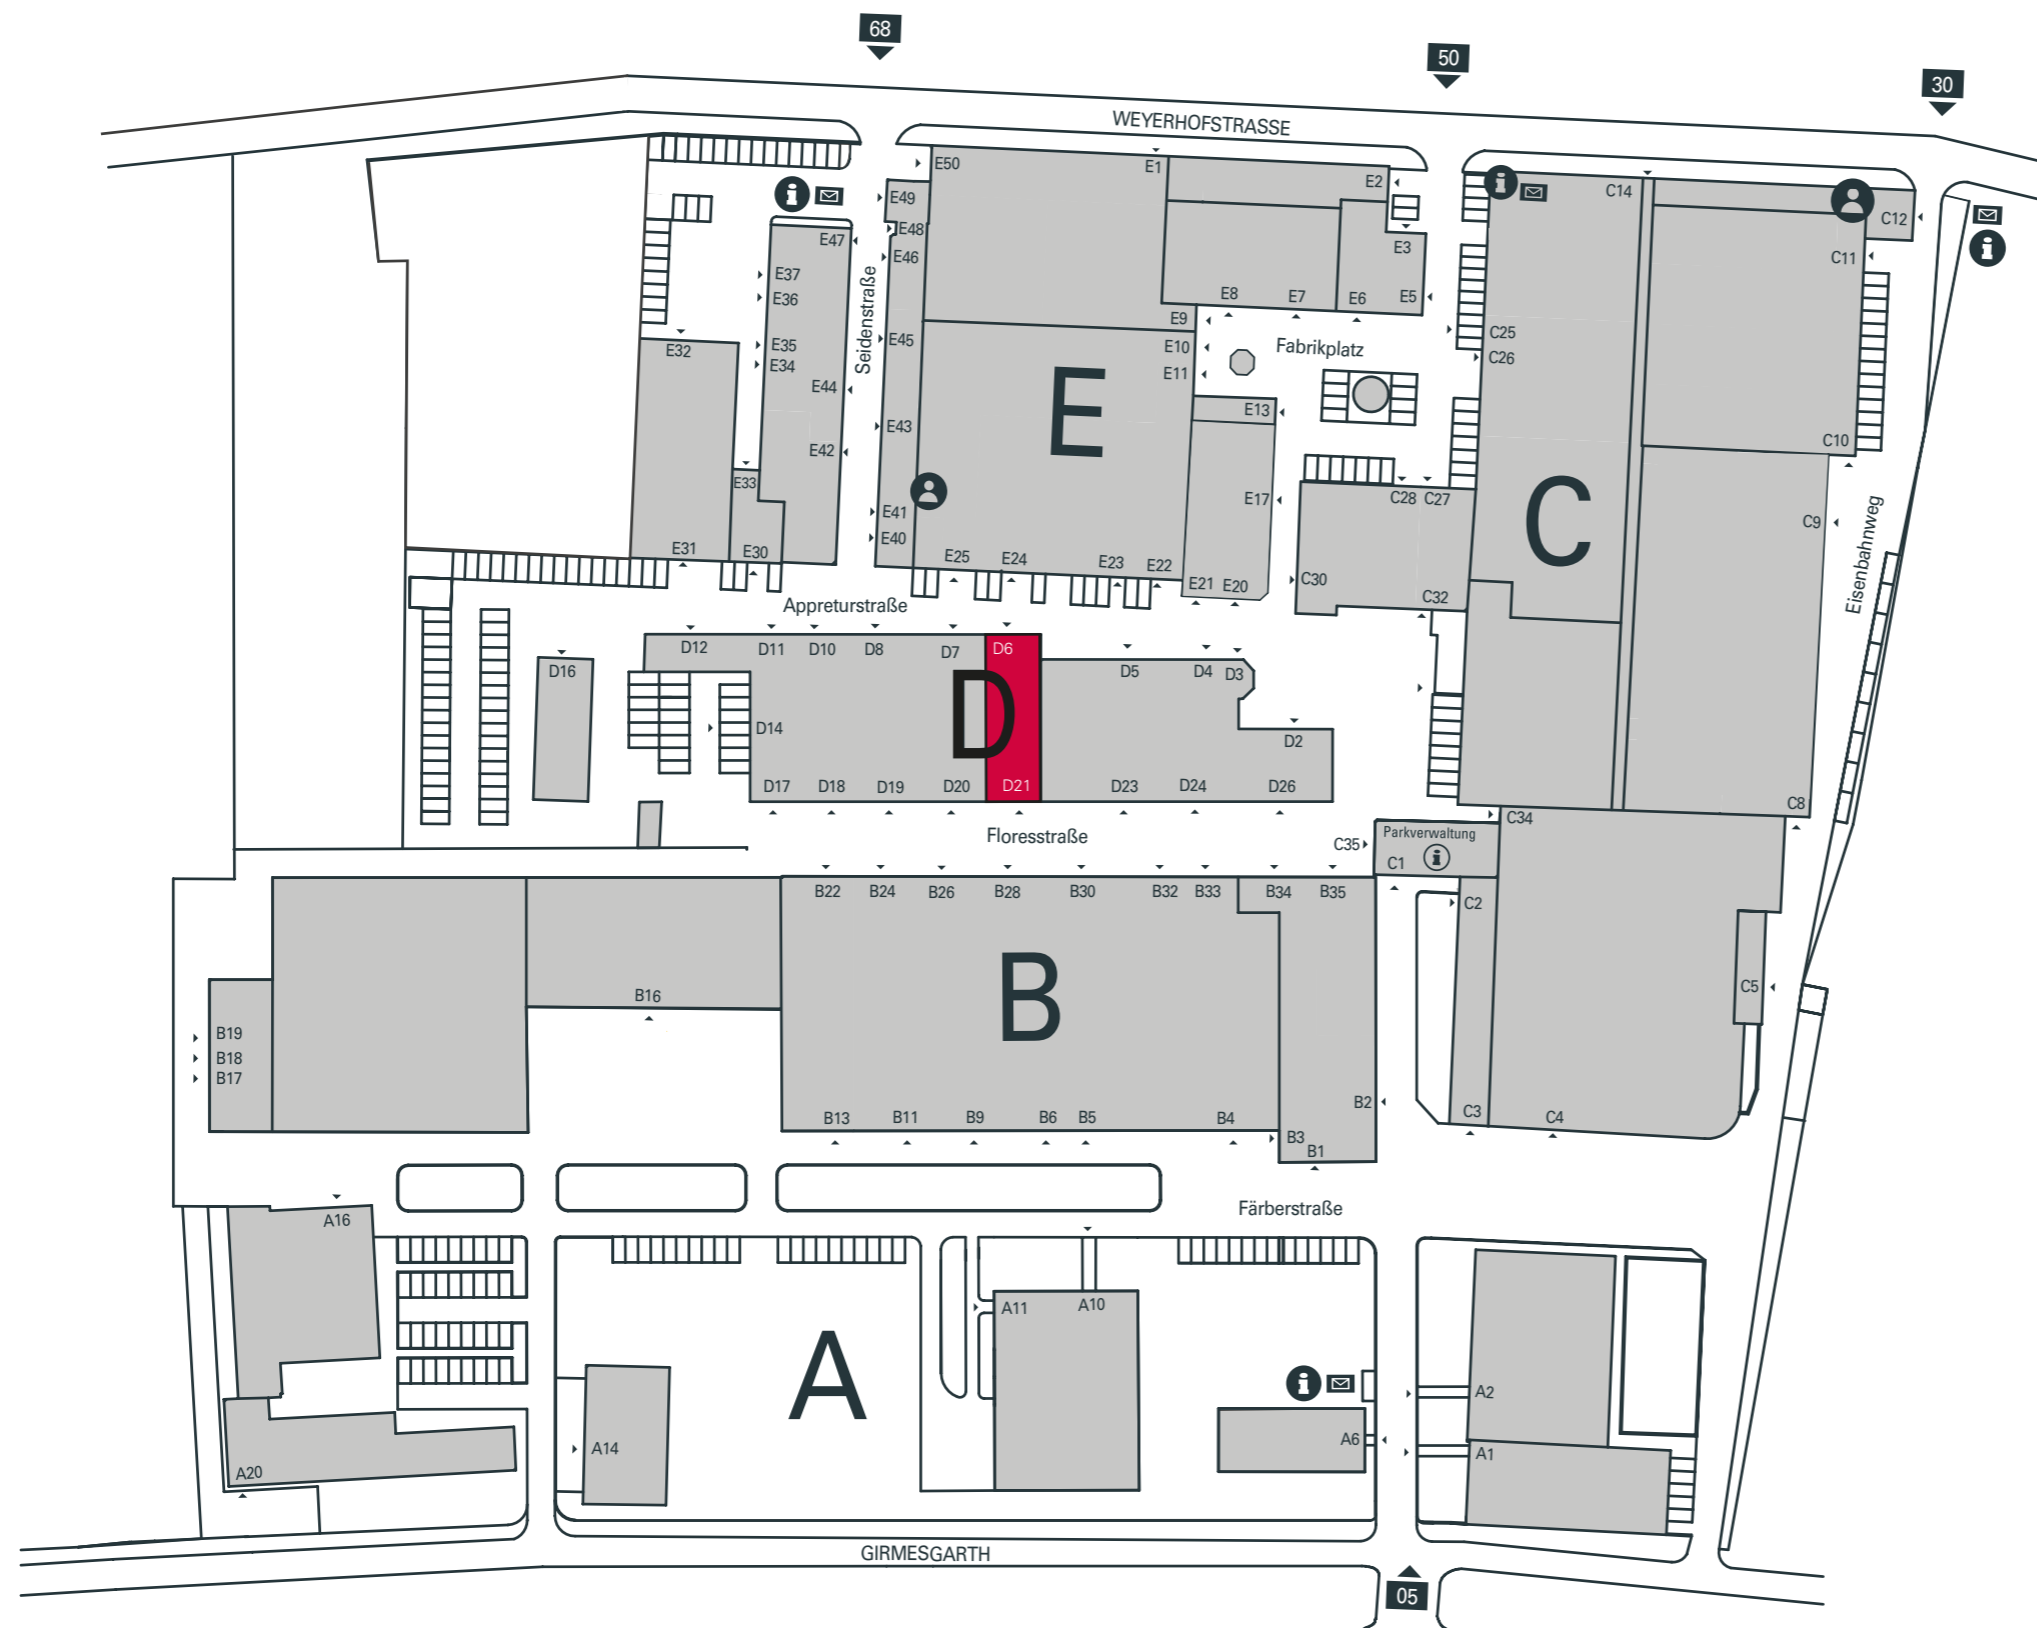 68
50
30
WEYERHOFSTRASSE
E50
E1
E2
C14
E49
E48
E47
E46
E3
C12
C11
E37
E36
E8
E7
E6
E5
E9
Seidenstraße
E35
E34
E32
E45
E10
E11
Fabrikplatz
C25
C26
E44
E
E13
E43
E42
C10
E33
E17
C28
C27
C
C9
E41
E40
E31
E30
E25
E24
E23
E22
E21
E20
C30
C32
Eisenbahnweg
Appreturstraße
D12
D11
D10
D8
D7
D6
D5
D4
D3
D16
D
D14
D2
D17
D18
D19
D20
D21
D23
D24
D26
C8
C34
Floresstraße
Parkverwaltung
C35
C1
B22
B24
B26
B28
B30
B32
B33
B34
B35
C2
B
B16
C5
B19
B18
B17
B13
B11
B9
B6
B5
B4
B2
B3
B1
C3
C4
Färberstraße
A16
A11
A10
A
A2
A14
A6
A1
A20
GIRMESGARTH
05